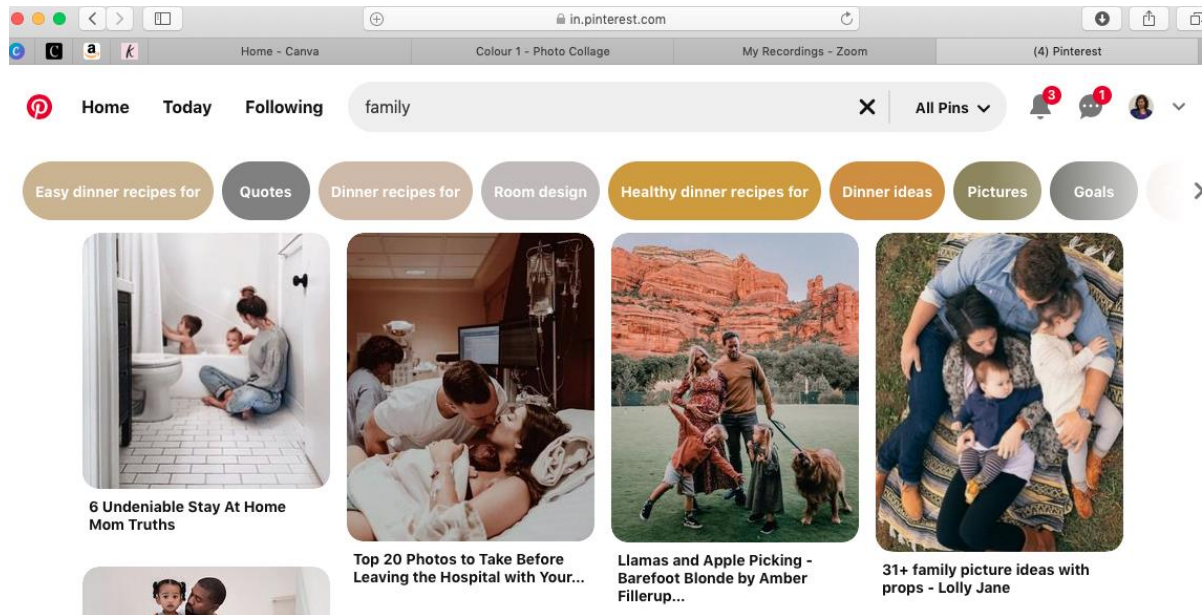 in.pinterest.com
Home - Canva
Colour 1 - Photo Collage
My Recordings - Zoom
(4) Pinterest
Home
Today
Following
family
All Pins
3
1
Easy dinner recipes for
Quotes
Dinner recipes for
Room design
Healthy dinner recipes for
Dinner ideas
Pictures
Goals
6 Undeniable Stay At Home
Mom Truths
Top 20 Photos to Take Before
Leaving the Hospital with Your...
Llamas and Apple Picking -
Barefoot Blonde by Amber
Fillerup...
31+ family picture ideas with
props - Lolly Jane